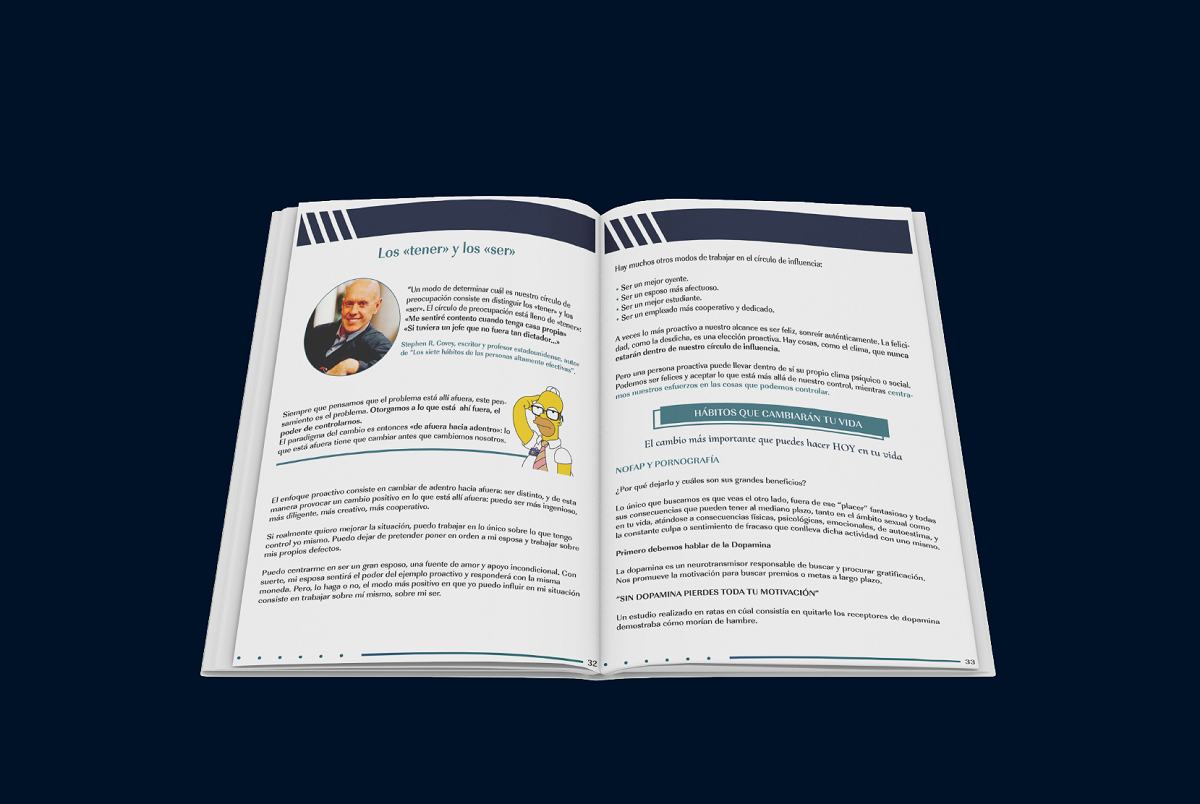 Los «tener» y los «ser»
"Un modo de determinar cuál es nuestro círculo de
preocupación consiste en distinguir los «tener» y los
«ser». El círculo de preocupación está lleno de «tener»:
«Me sentiré contento cuando tenga casa propia»
«Si tuviera un jefe que no fuera tan dictador...»
Stephen R. Covey, escritor y profesor estadounidense, autor
de "Los siete hábitos de las personas altamente efectivas".
Siempre que pensamos que el problema está allí afuera, este pen-
samiento es el problema. Otorgamos a lo que está ahí fuera, el
poder de controlarnos.
El paradigma del cambio es entonces «de afuera hacia adentro»: lo
que está afuera tiene que cambiar antes que cambiemos nosotros.
El enfoque proactivo consiste en cambiar de adentro hacia afuera: ser distinto, y de esta
manera provocar un cambio positivo en lo que está allí afuera: puedo ser más ingenioso,
más diligente, más creativo, más cooperativo.
Si realmente quiero mejorar la situación, puedo trabajar en lo único sobre lo que tengo
control yo mismo. Puedo dejar de pretender poner en orden a mi esposa y trabajar sobre
mis propios defectos.
Puedo centrarme en ser un gran esposo, una fuente de amor y apoyo incondicional. Con
suerte, mi esposa sentirá el poder del ejemplo proactivo y responderá con la misma
moneda. Pero, lo haga o no, el modo más positivo en que yo puedo influir en mi situación
consiste en trabajar sobre mí mismo, sobre mi ser.
32
Hay muchos otros modos de trabajar en el círculo de influencia:
• Ser un mejor oyente.
• Ser un esposo más afectuoso.
• Ser un mejor estudiante.
• Ser un empleado más cooperativo y dedicado.
A veces lo más proactivo a nuestro alcance es ser feliz, sonreír auténticamente. La felici-
dad, como la desdicha, es una elección proactiva. Hay cosas, como el clima, que nunca
estarán dentro de nuestro círculo de influencia.
Pero una persona proactiva puede llevar dentro de sí su propio clima psíquico o social.
Podemos ser felices y aceptar lo que está más allá de nuestro control, mientras centra-
mos nuestros esfuerzos en las cosas que podemos controlar.
HÁBITOS QUE CAMBIARÁN TU VIDA
El cambio más importante que puedes hacer HOY en tu vida
NOFAP Y PORNOGRAFÍA
¿Por qué dejarlo y cuáles son sus grandes beneficios?
Lo único que buscamos es que veas el otro lado, fuera de ese "placer" fantasioso y todas
sus consecuencias que pueden tener al mediano plazo, tanto en el ámbito sexual como
en tu vida, atándose a consecuencias físicas, psicológicas, emocionales, de autoestima, y
la constante culpa o sentimiento de fracaso que conlleva dicha actividad con uno mismo.
Primero debemos hablar de la Dopamina
La dopamina es un neurotransmisor responsable de buscar y procurar gratificación.
Nos promueve la motivación para buscar premios o metas a largo plazo.
"SIN DOPAMINA PIERDES TODA TU MOTIVACIÓN"
Un estudio realizado en ratas en cúal consistía en quitarle los receptores de dopamina
demostraba cómo morían de hambre.
33